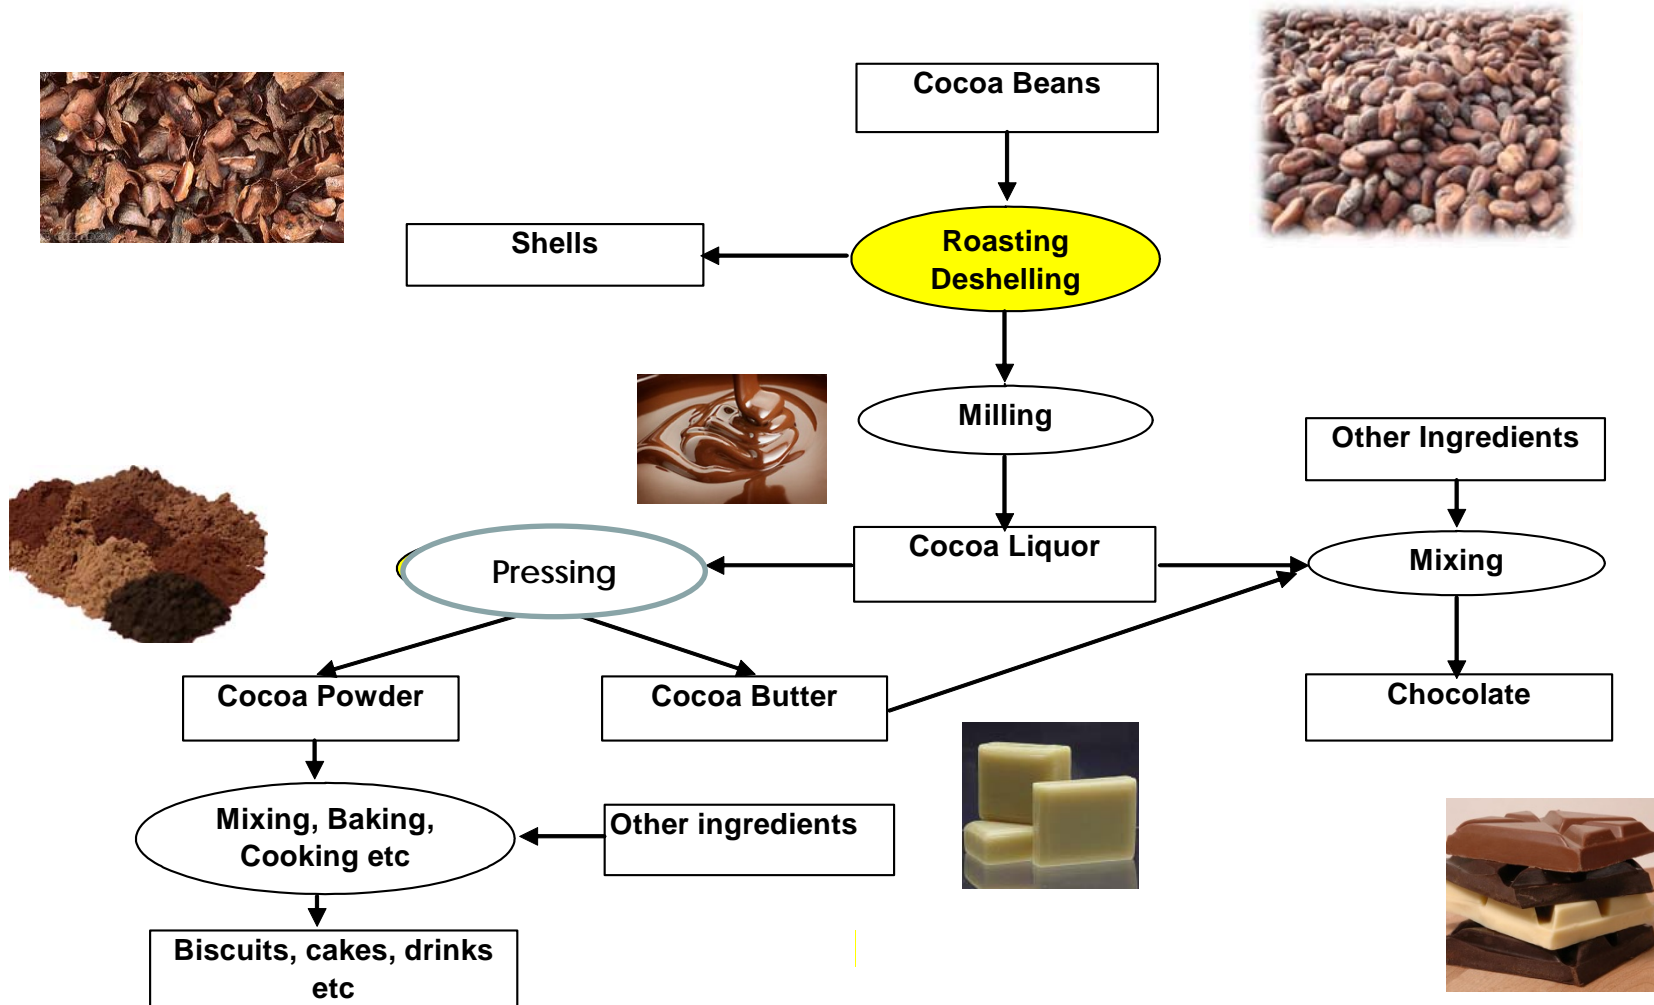 Cocoa Beans
Shells
Roasting
Deshelling
Milling
Other Ingredients
Pressing
Cocoa Liquor
Mixing
Cocoa Powder
Cocoa Butter
Chocolate
Mixing, Baking,
Cooking etc
Other ingredients
Biscuits, cakes, drinks
etc